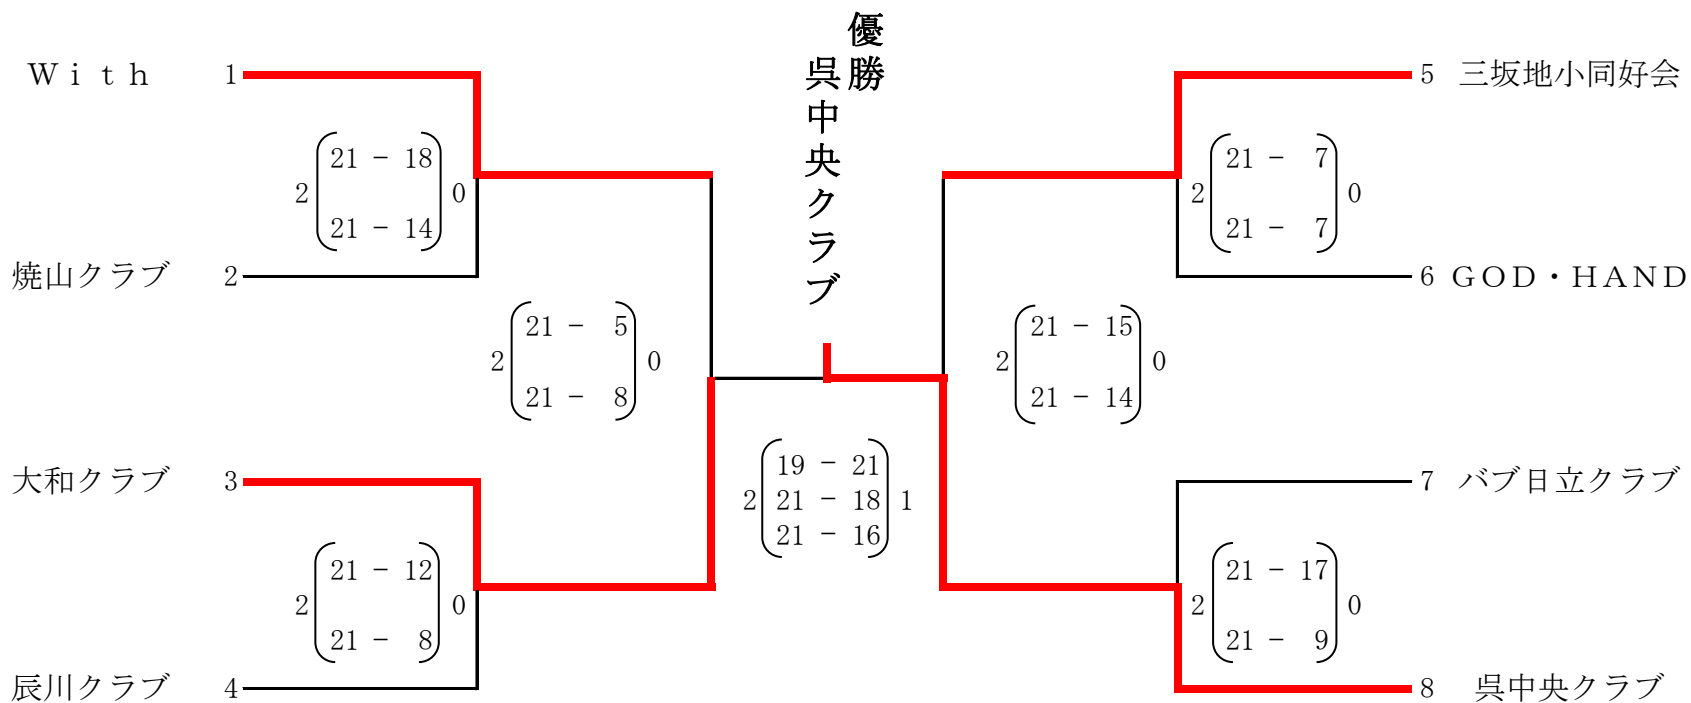 優勝
呉中央クラブ
Ｗｉｔｈ 1
2 21 － 18 0
21 － 14
焼山クラブ 2
2 21 － 5 0
21 － 8
大和クラブ 3
2 21 － 12 0
21 － 8
辰川クラブ 4
19 － 21
2 21 － 18 1
21 － 16
5 三坂地小同好会
2 21 － 7 0
21 － 7
6 ＧＯＤ・ＨＡＮＤ
2 21 － 15 0
21 － 14
7 バブ日立クラブ
2 21 － 17 0
21 － 9
8 呉中央クラブ